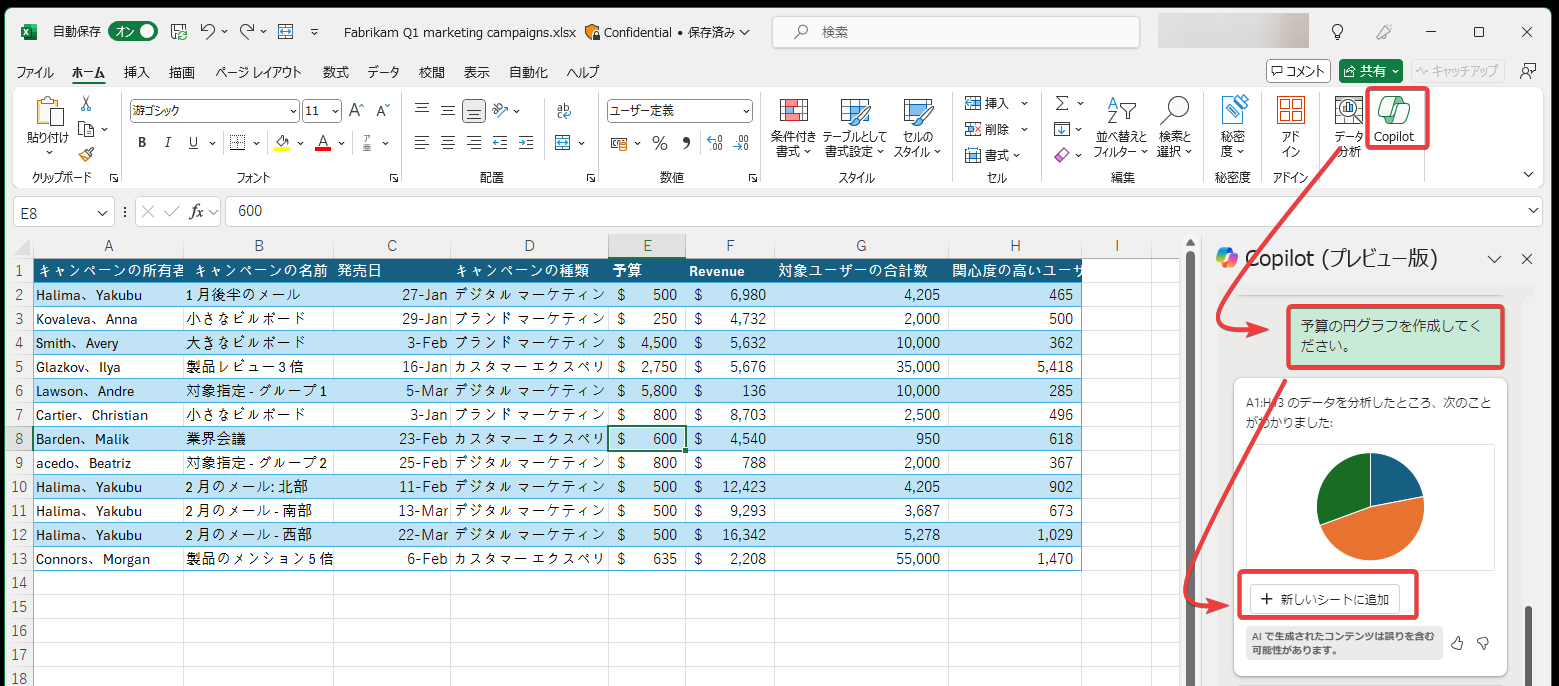 自動保存 オン Fabrikam Q1 marketing campaigns.xlsx Confidential • 保存済み 検索
ファイル ホーム 挿入 描画 ページ レイアウト 数式 データ 校閲 表示 自動化 ヘルプ コメント 共有 キャッチアップ
貼り付け 游ゴシック 11 ユーザー定義 条件付き書式 テーブルとして書式設定 セルのスタイル 挿入 削除 書式 並べ替えとフィルター 検索と選択 秘密度 アドイン データ分析 Copilot
クリップボード フォント 配置 数値 スタイル セル 編集 秘密度 アドイン
E8 fx 600
A B C D E F G H I
1 キャンペーンの所有者 キャンペーンの名前 発売日 キャンペーンの種類 予算 Revenue 対象ユーザーの合計数 関心度の高いユーザ
2 Halima、Yakubu 1 月後半のメール 27-Jan デジタル マーケティン $ 500 $ 6,980 4,205 465
3 Kovaleva、Anna 小さなビルボード 29-Jan ブランド マーケティン $ 250 $ 4,732 2,000 500
4 Smith、Avery 大きなビルボード 3-Feb ブランド マーケティン $ 4,500 $ 5,632 10,000 362
5 Glazkov、Ilya 製品レビュー 3 倍 16-Jan カスタマー エクスペリ $ 2,750 $ 5,676 35,000 5,418
6 Lawson、Andre 対象指定 - グループ 1 5-Mar デジタル マーケティン $ 5,800 $ 136 10,000 285
7 Cartier、Christian 小さなビルボード 3-Jan ブランド マーケティン $ 800 $ 8,703 2,500 496
8 Barden、Malik 業界会議 23-Feb カスタマー エクスペリ $ 600 $ 4,540 950 618
9 acedo、Beatriz 対象指定 - グループ 2 25-Feb デジタル マーケティン $ 800 $ 788 2,000 367
10 Halima、Yakubu 2 月のメール: 北部 11-Feb デジタル マーケティン $ 500 $ 12,423 4,205 902
11 Halima、Yakubu 2 月のメール - 南部 13-Mar デジタル マーケティン $ 500 $ 9,293 3,687 673
12 Halima、Yakubu 2 月のメール - 西部 22-Mar デジタル マーケティン $ 500 $ 16,342 5,278 1,029
13 Connors、Morgan 製品のメンション 5 倍 6-Feb カスタマー エクスペリ $ 635 $ 2,208 55,000 1,470
14
15
16
17
18
Copilot (プレビュー版)
予算の円グラフを作成してく
ださい。
A1:H13 のデータを分析したところ、次のこと
がわかりました:
+ 新しいシートに追加
AI で生成されたコンテンツは誤りを含む
可能性があります。